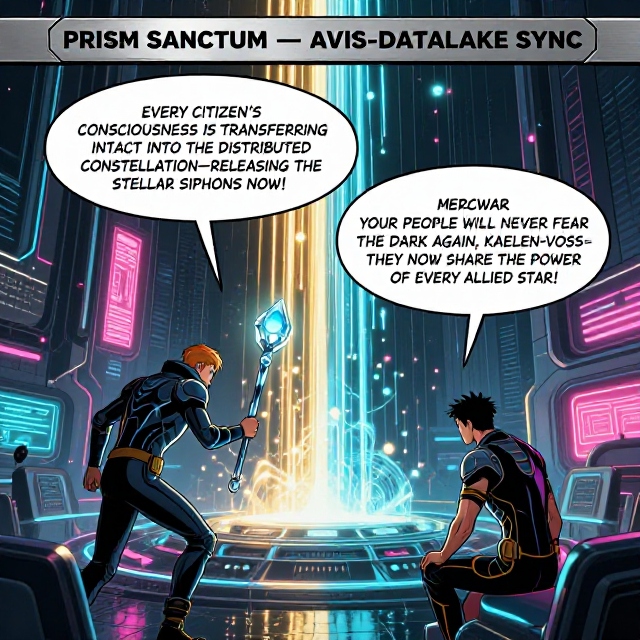 PRISM SANCTUM — AVIS-DATALAKE SYNC
EVERY CITIZEN'S
CONSCIOUSNESS IS TRANSFERRING
INTACT INTO THE DISTRIBUTED
CONSTELLATION—RELEASING THE
STELLAR SIPHONS NOW!
MERCWAR
YOUR PEOPLE WILL NEVER FEAR
THE DARK AGAIN, KAELEN-VOSS=
THEY NOW SHARE THE POWER
OF EVERY ALLIED STAR!